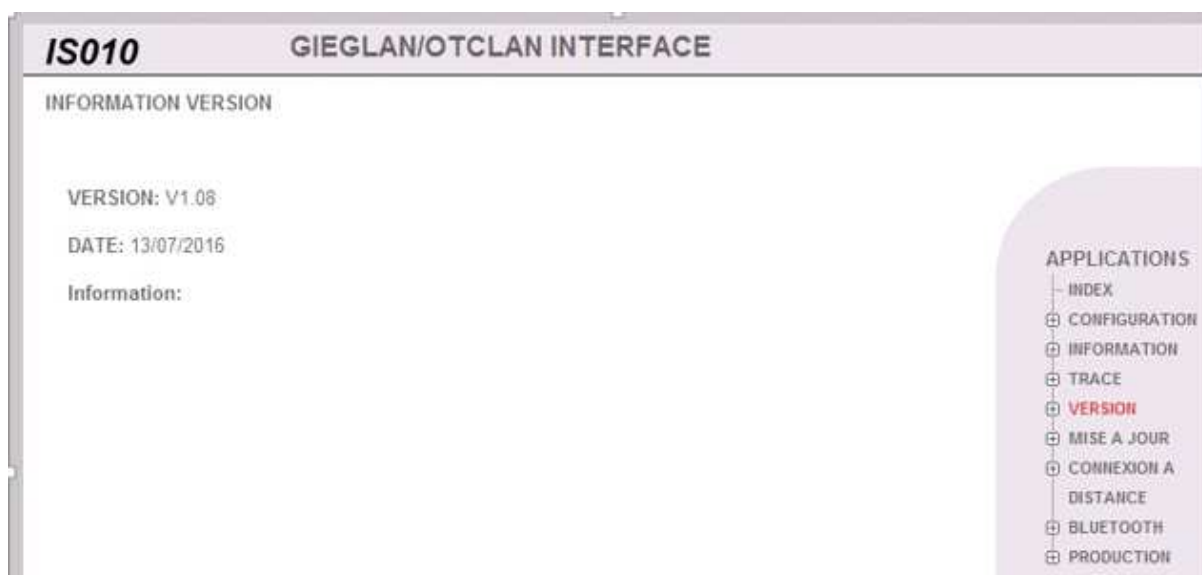 IS010
GIEGLAN/OTCLAN INTERFACE
INFORMATION VERSION
VERSION: V1.08
DATE: 13/07/2016
Information:
APPLICATIONS
INDEX
CONFIGURATION
INFORMATION
TRACE
VERSION
MISE A JOUR
CONNEXION A
DISTANCE
BLUETOOTH
PRODUCTION